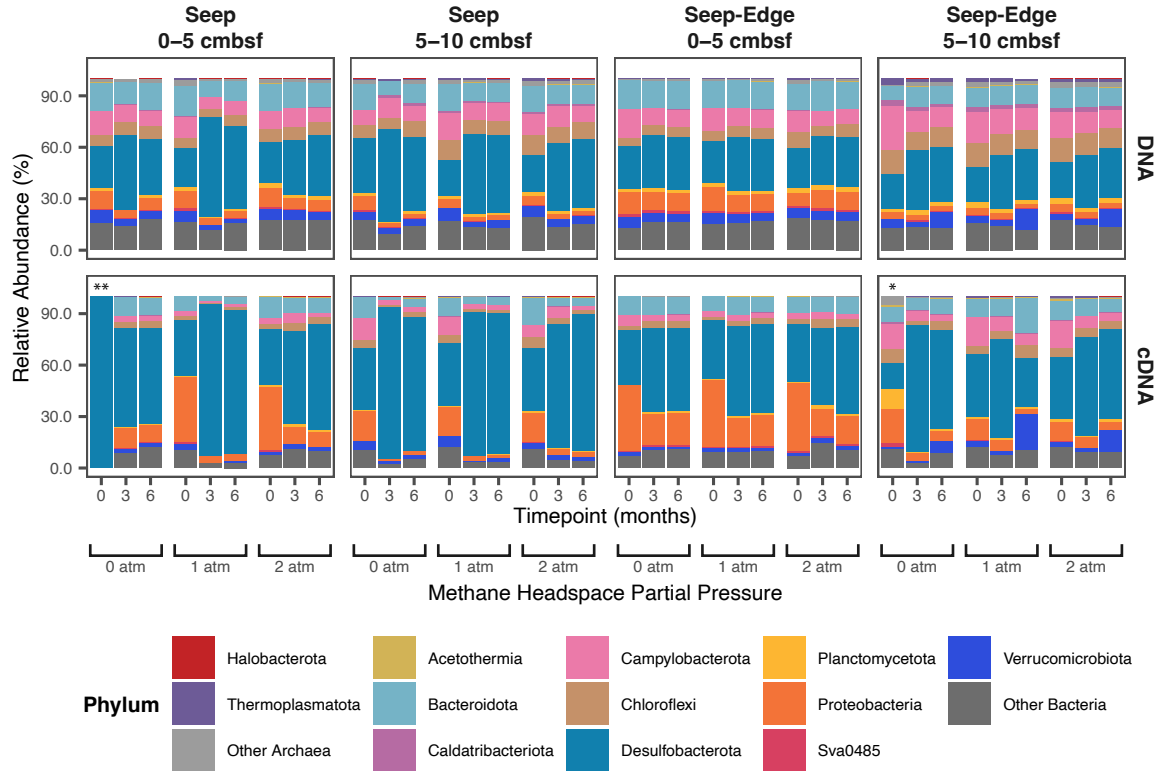 Seep
0–5 cmbsf
Seep
5–10 cmbsf
Seep-Edge
0–5 cmbsf
Seep-Edge
5–10 cmbsf
Relative Abundance (%)
90.0
60.0
30.0
0.0
DNA
90.0
60.0
30.0
0.0
**
*
cDNA
0 3 6 0 3 6 0 3 6 0 3 6 0 3 6 0 3 6 0 3 6 0 3 6 0 3 6 0 3 6 0 3 6 0 3 6
Timepoint (months)
0 atm 1 atm 2 atm 0 atm 1 atm 2 atm 0 atm 1 atm 2 atm 0 atm 1 atm 2 atm
Methane Headspace Partial Pressure
Phylum
Halobacterota
Thermoplasmatota
Other Archaea
Acetothermia
Bacteroidota
Caldatribacteriota
Campylobacterota
Chloroflexi
Desulfobacterota
Planctomycetota
Proteobacteria
Sva0485
Verrucomicrobiota
Other Bacteria